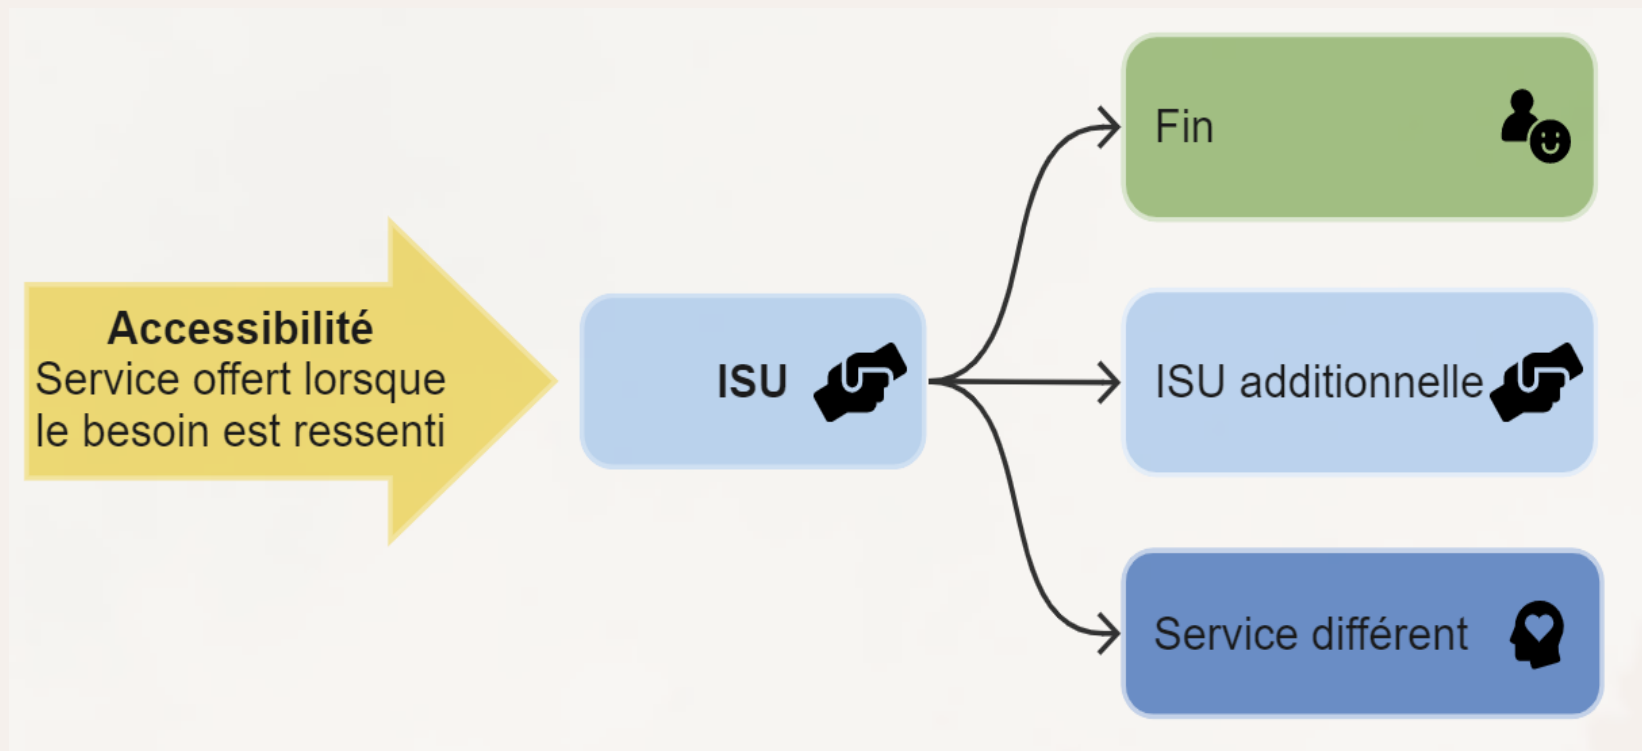 Accessibilité
Service offert lorsque
le besoin est ressenti
ISU
Fin
ISU additionnelle
Service différent